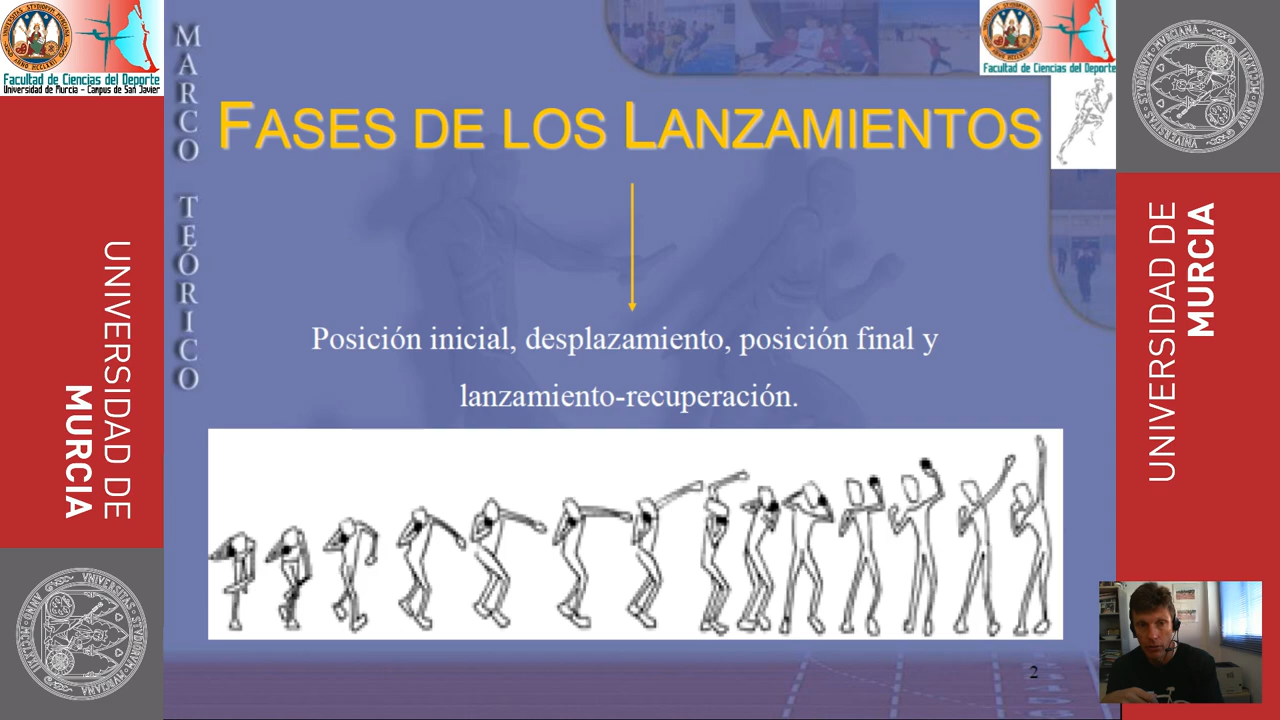 Facultad de Ciencias del Deporte
Universidad de Murcia - Campus de San Javier
UNIVERSIDAD DE
MURCIA
MARCO TEÓRICO
FASES DE LOS LANZAMIENTOS
Posición inicial, desplazamiento, posición final y
lanzamiento-recuperación.
2
Facultad de Ciencias del Deporte
UNIVERSIDAD DE
MURCIA